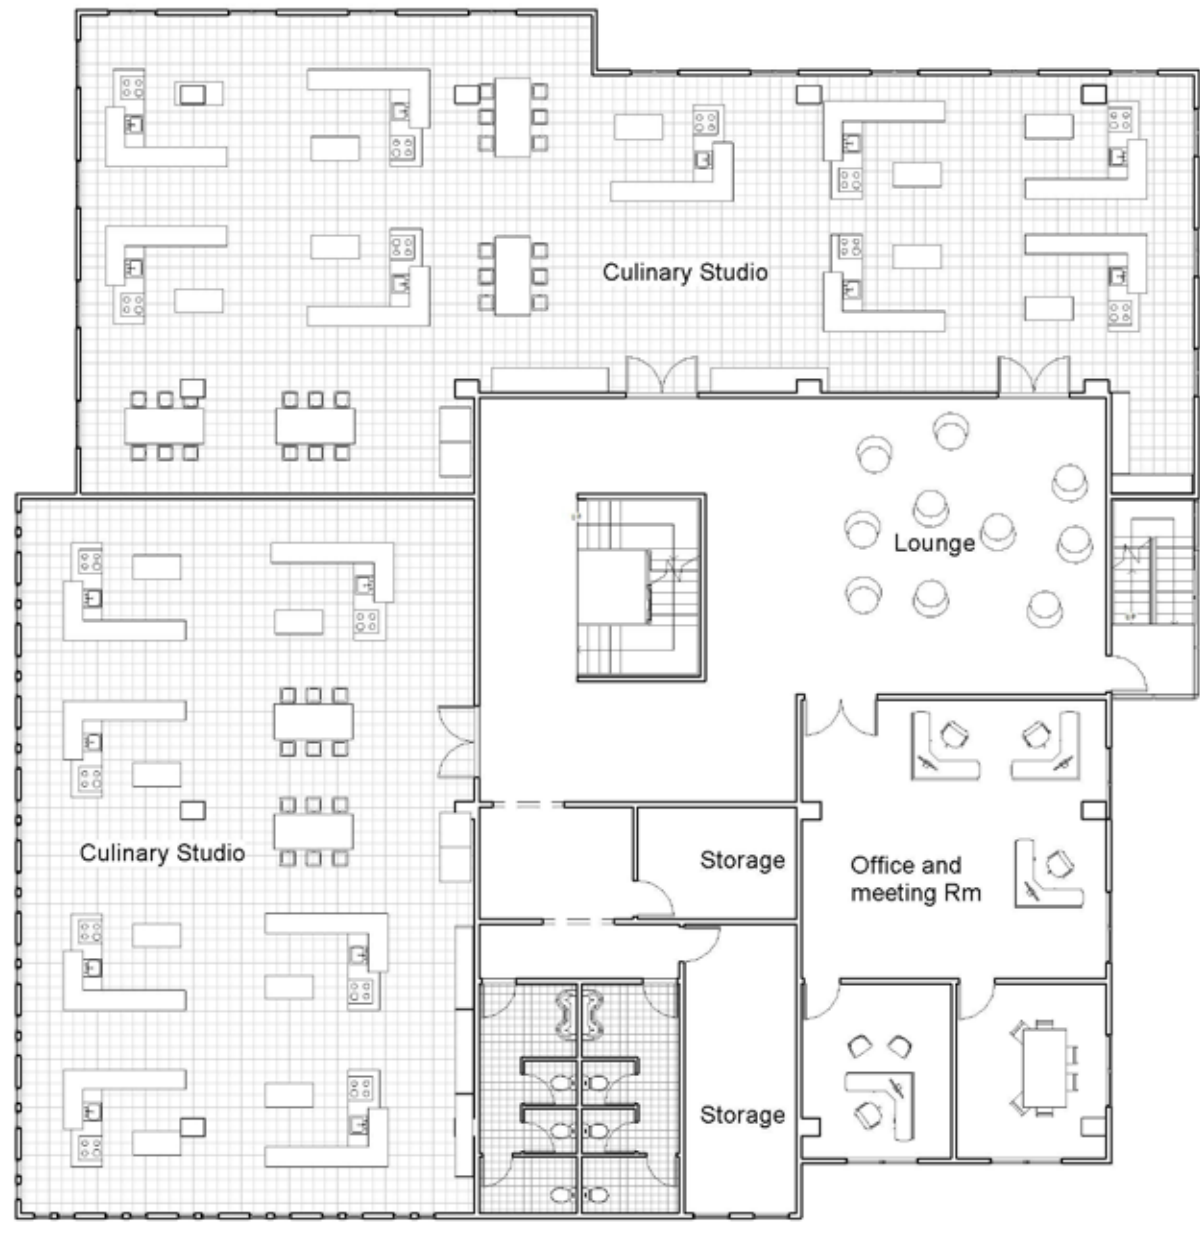 Culinary Studio
Lounge
Culinary Studio
Storage
Office and
meeting Rm
Storage